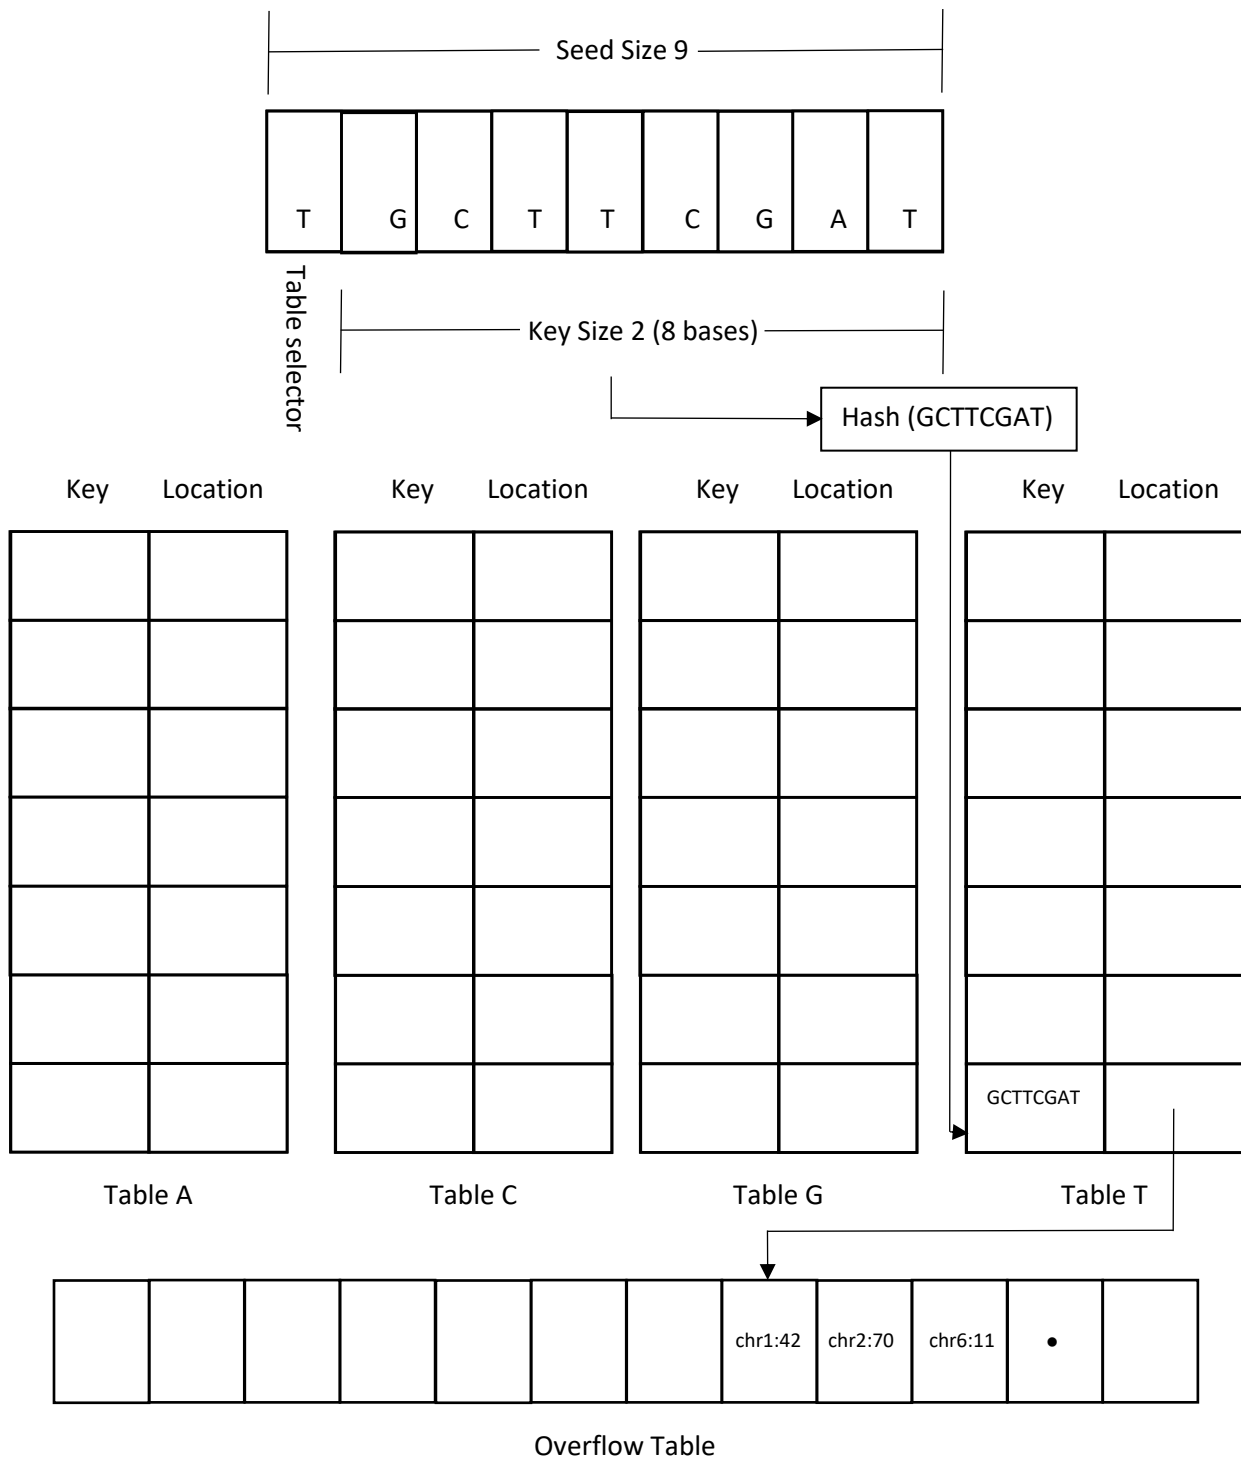 Seed Size 9
T G C T T C G A T
Table selector
Key Size 2 (8 bases)
Hash (GCTTCGAT)
Key Location Key Location Key Location Key Location
GCTTCGAT
Table A Table C Table G Table T
chr1:42 chr2:70 chr6:11 •
Overflow Table